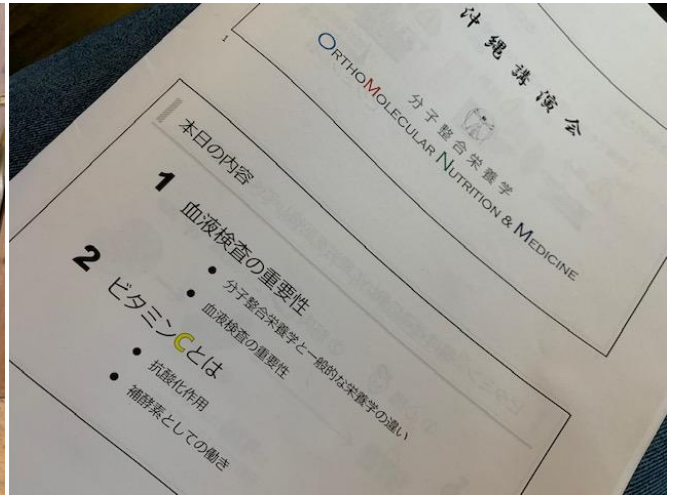 沖縄講演会
1
分子整合栄養学
ORTHOMOLECULAR NUTRITION & MEDICINE
本日の内容
1 血液検査の重要性
• 分子整合栄養学と一般的な栄養学の違い
• 血液検査の重要性
2 ビタミンCとは
• 抗酸化作用
• 補酵素としての働き